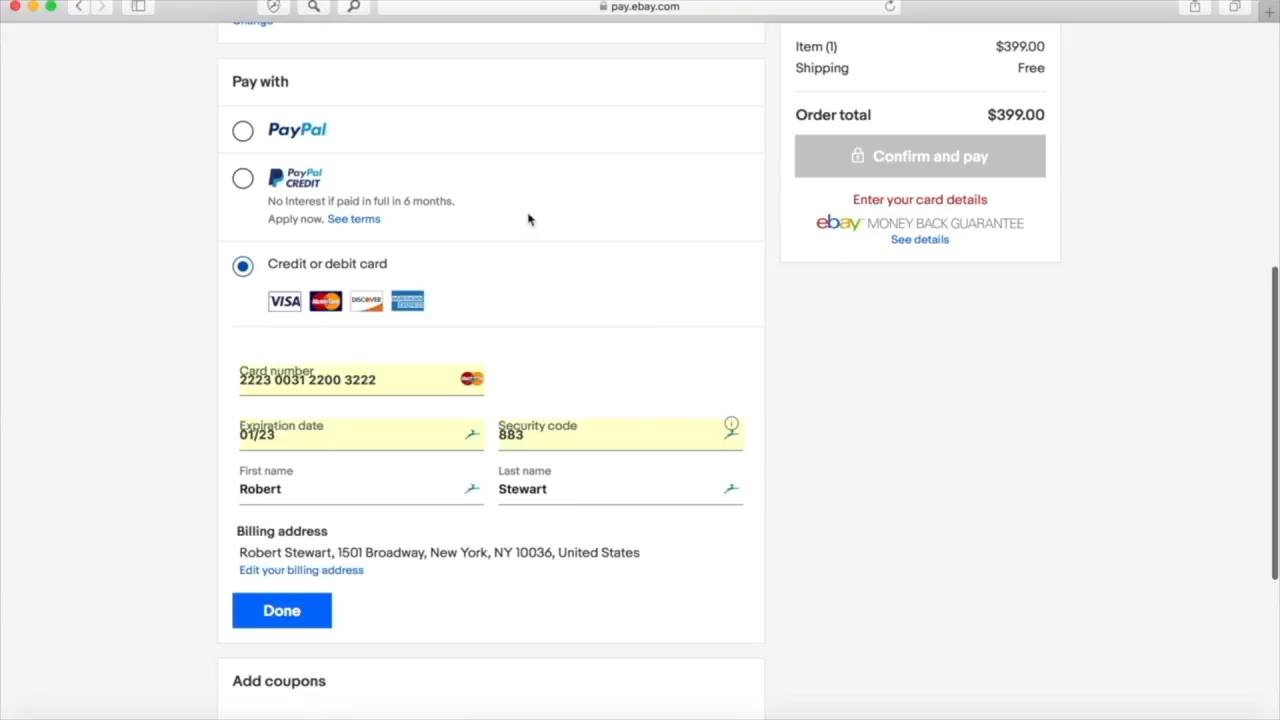 pay.ebay.com
Change
Pay with
PayPal
PayPal
CREDIT
No Interest if paid in full in 6 months.
Apply now. See terms
Credit or debit card
VISA MasterCard DISCOVER AMERICAN EXPRESS
Card number
2223 0031 2200 3222
Expiration date
01/23
Security code
883
First name
Robert
Last name
Stewart
Billing address
Robert Stewart, 1501 Broadway, New York, NY 10036, United States
Edit your billing address
Done
Add coupons
Item (1) $399.00
Shipping Free
Order total $399.00
Confirm and pay
Enter your card details
ebay MONEY BACK GUARANTEE
See details